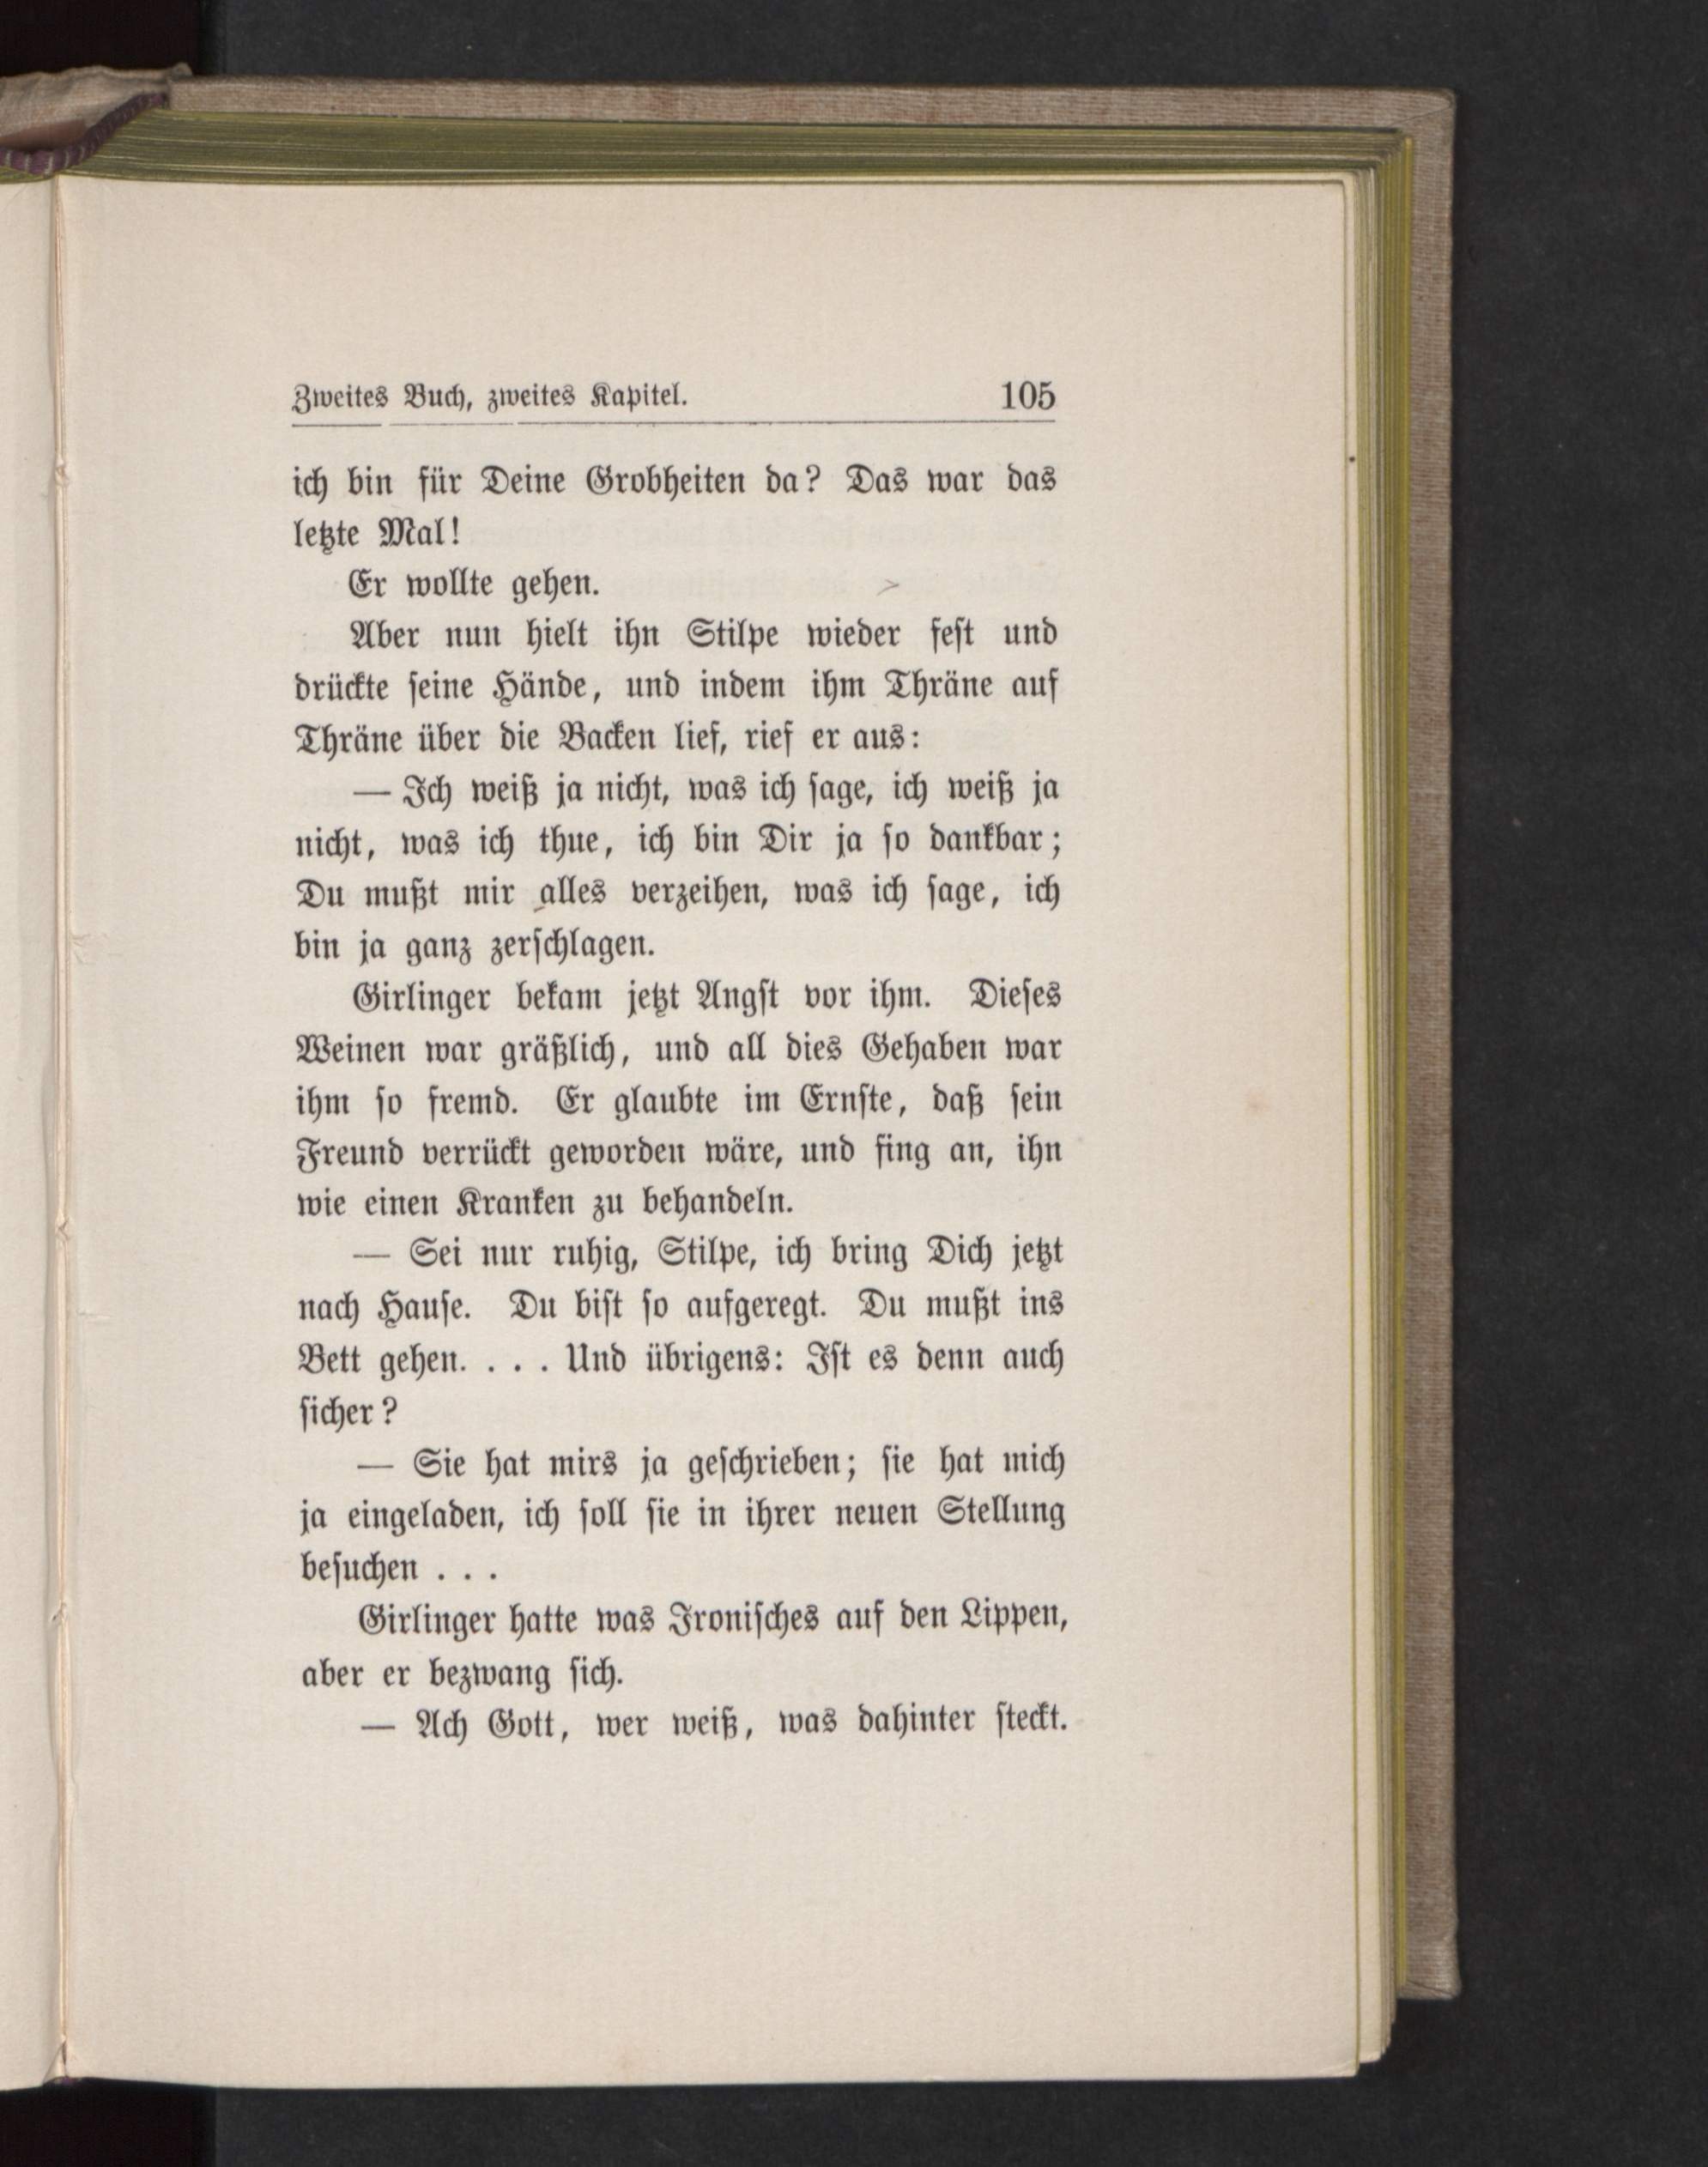 Zweites Buch, zweites Kapitel. 105
ich bin für Deine Grobheiten da? Das war das
letzte Mal!
Er wollte gehen.
Aber nun hielt ihn Stilpe wieder fest und
drückte seine Hände, und indem ihm Thräne auf
Thräne über die Backen lief, rief er aus:
— Ich weiß ja nicht, was ich sage, ich weiß ja
nicht, was ich thue, ich bin Dir ja so dankbar;
Du mußt mir alles verzeihen, was ich sage, ich
bin ja ganz zerschlagen.
Girlinger bekam jetzt Angst vor ihm. Dieses
Weinen war gräßlich, und all dies Gehaben war
ihm so fremd. Er glaubte im Ernste, daß sein
Freund verrückt geworden wäre, und fing an, ihn
wie einen Kranken zu behandeln.
— Sei nur ruhig, Stilpe, ich bring Dich jetzt
nach Hause. Du bist so aufgeregt. Du mußt ins
Bett gehen. . . . Und übrigens: Ist es denn auch
sicher?
— Sie hat mirs ja geschrieben; sie hat mich
ja eingeladen, ich soll sie in ihrer neuen Stellung
besuchen . . .
Girlinger hatte was Ironisches auf den Lippen,
aber er bezwang sich.
— Ach Gott, wer weiß, was dahinter steckt.